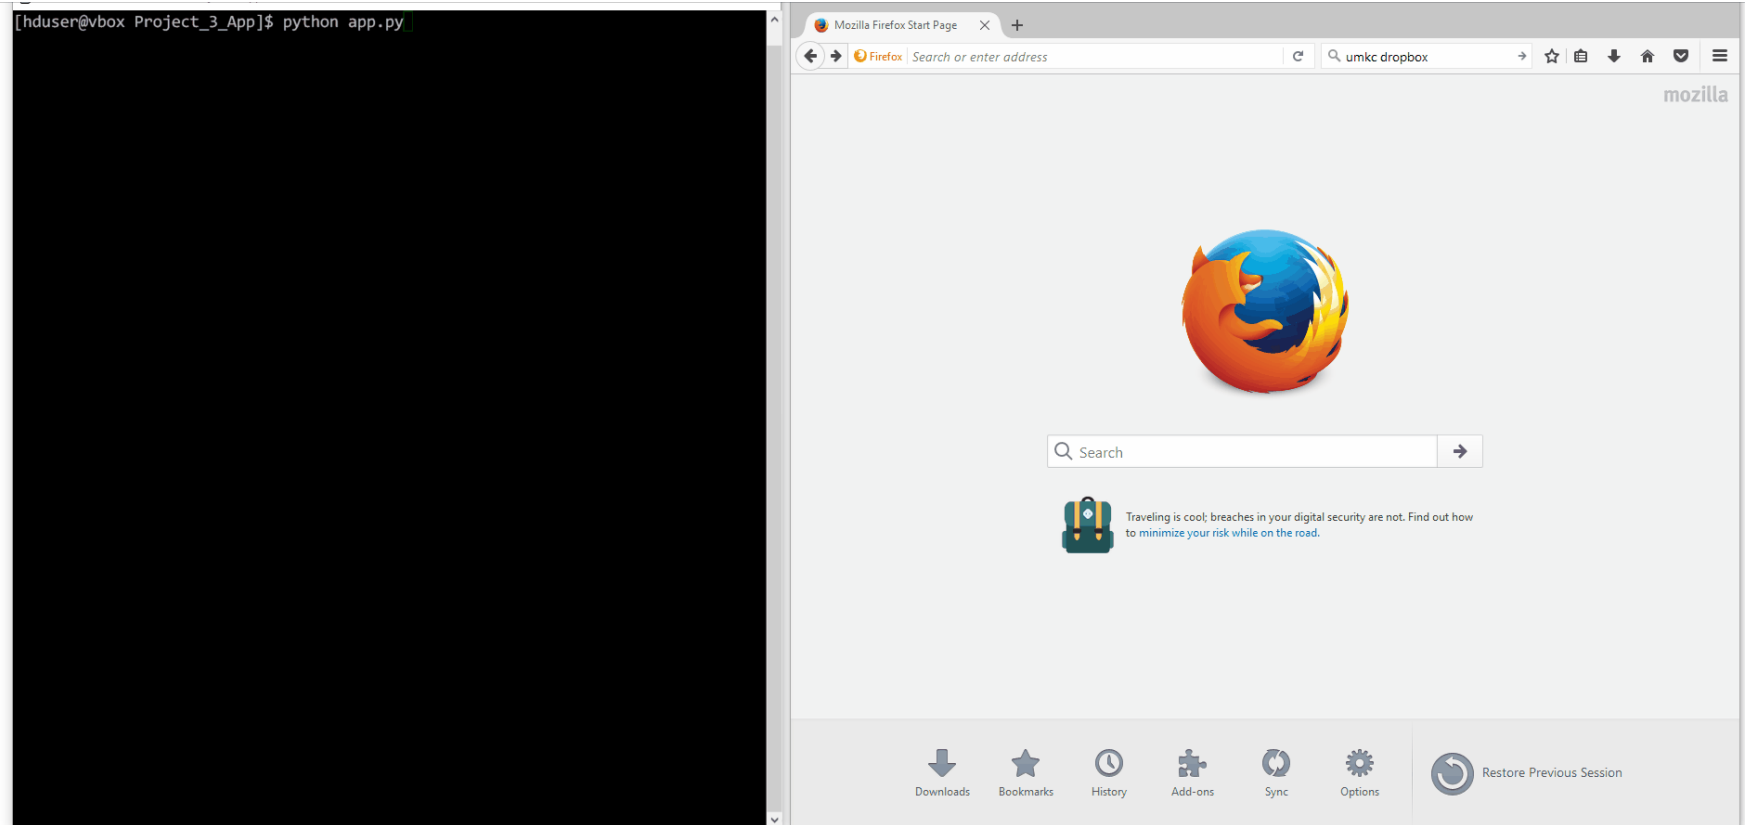 [hduser@vbox Project_3_App]$ python app.py
Mozilla Firefox Start Page
Firefox
Search or enter address
umkc dropbox
mozilla
Search
Traveling is cool; breaches in your digital security are not. Find out how
to minimize your risk while on the road.
Downloads
Bookmarks
History
Add-ons
Sync
Options
Restore Previous Session